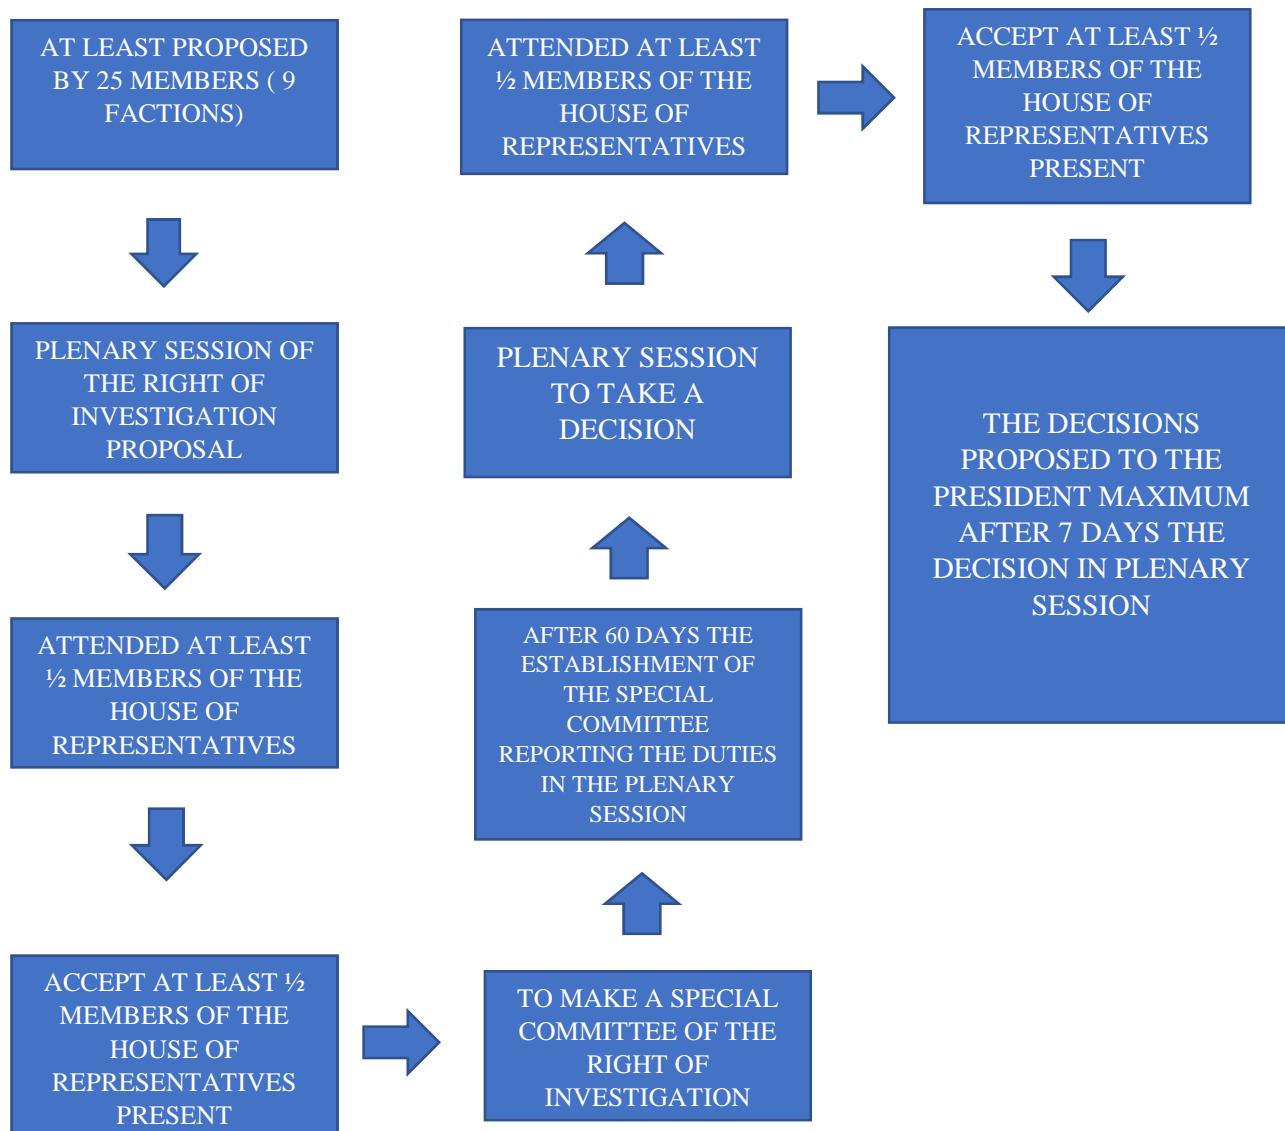 AT LEAST PROPOSED
BY 25 MEMBERS ( 9
FACTIONS)
PLENARY SESSION OF
THE RIGHT OF
INVESTIGATION
PROPOSAL
ATTENDED AT LEAST
½ MEMBERS OF THE
HOUSE OF
REPRESENTATIVES
ACCEPT AT LEAST ½
MEMBERS OF THE
HOUSE OF
REPRESENTATIVES
PRESENT
TO MAKE A SPECIAL
COMMITTEE OF THE
RIGHT OF
INVESTIGATION
AFTER 60 DAYS THE
ESTABLISHMENT OF
THE SPECIAL
COMMITTEE
REPORTING THE DUTIES
IN THE PLENARY
SESSION
PLENARY SESSION
TO TAKE A
DECISION
ATTENDED AT LEAST
½ MEMBERS OF THE
HOUSE OF
REPRESENTATIVES
ACCEPT AT LEAST ½
MEMBERS OF THE
HOUSE OF
REPRESENTATIVES
PRESENT
THE DECISIONS
PROPOSED TO THE
PRESIDENT MAXIMUM
AFTER 7 DAYS THE
DECISION IN PLENARY
SESSION